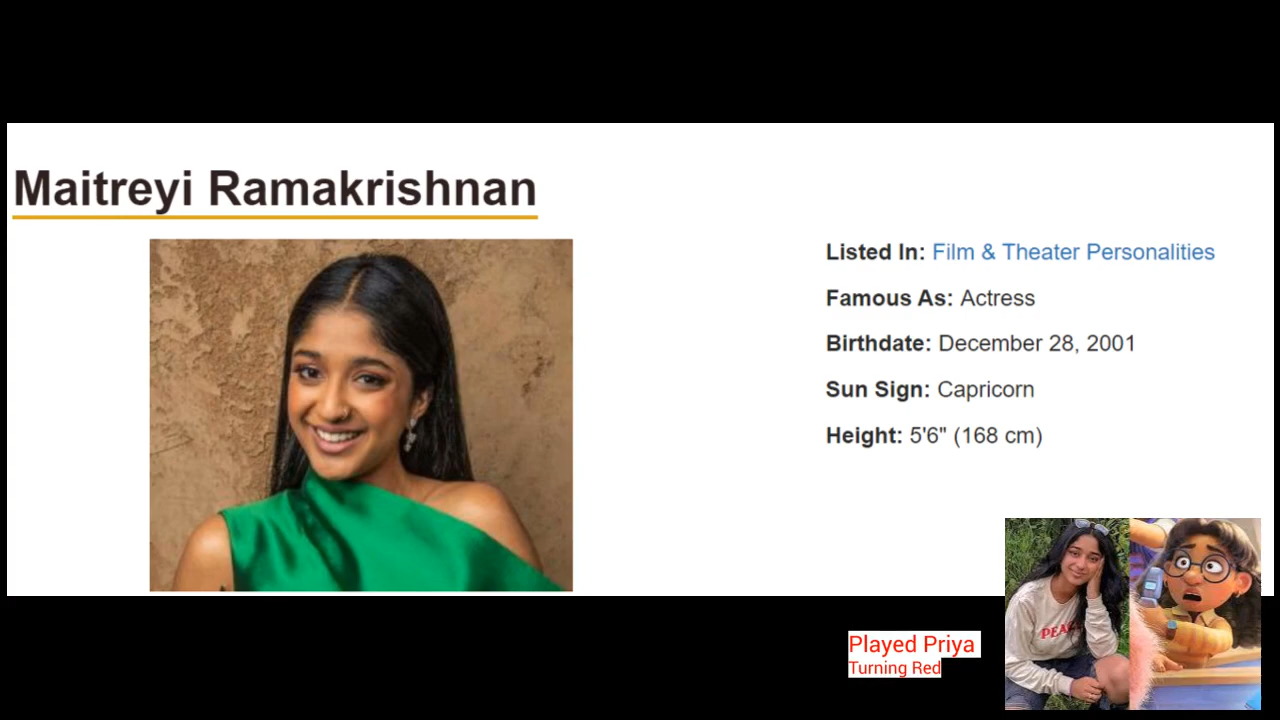 Maitreyi Ramakrishnan
Listed In: Film & Theater Personalities
Famous As: Actress
Birthdate: December 28, 2001
Sun Sign: Capricorn
Height: 5'6" (168 cm)
Played Priya
Turning Red